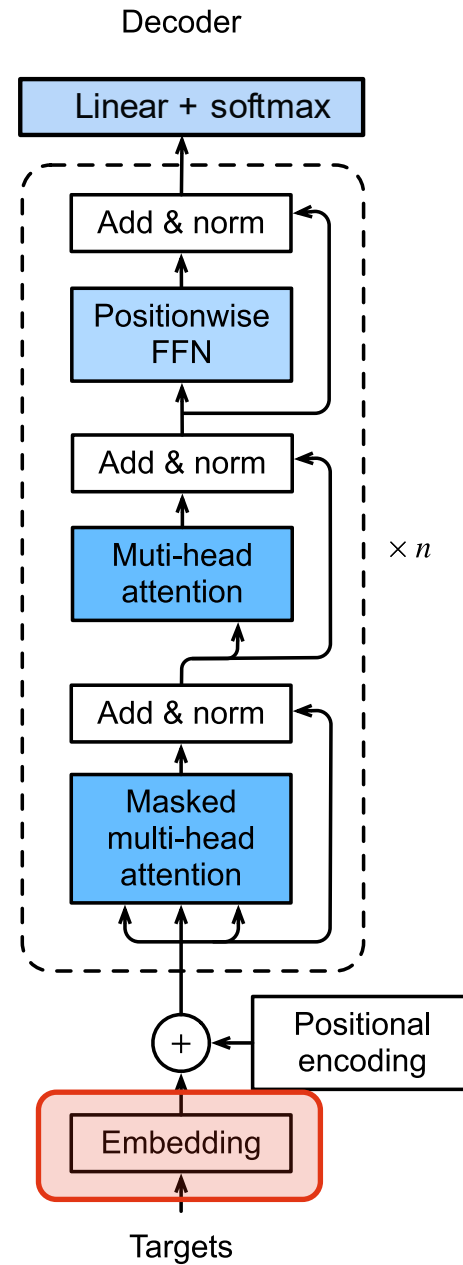 Decoder
Linear + softmax
Add & norm
Positionwise
FFN
Add & norm
Muti-head
attention
× n
Add & norm
Masked
multi-head
attention
+
Positional
encoding
Embedding
Targets